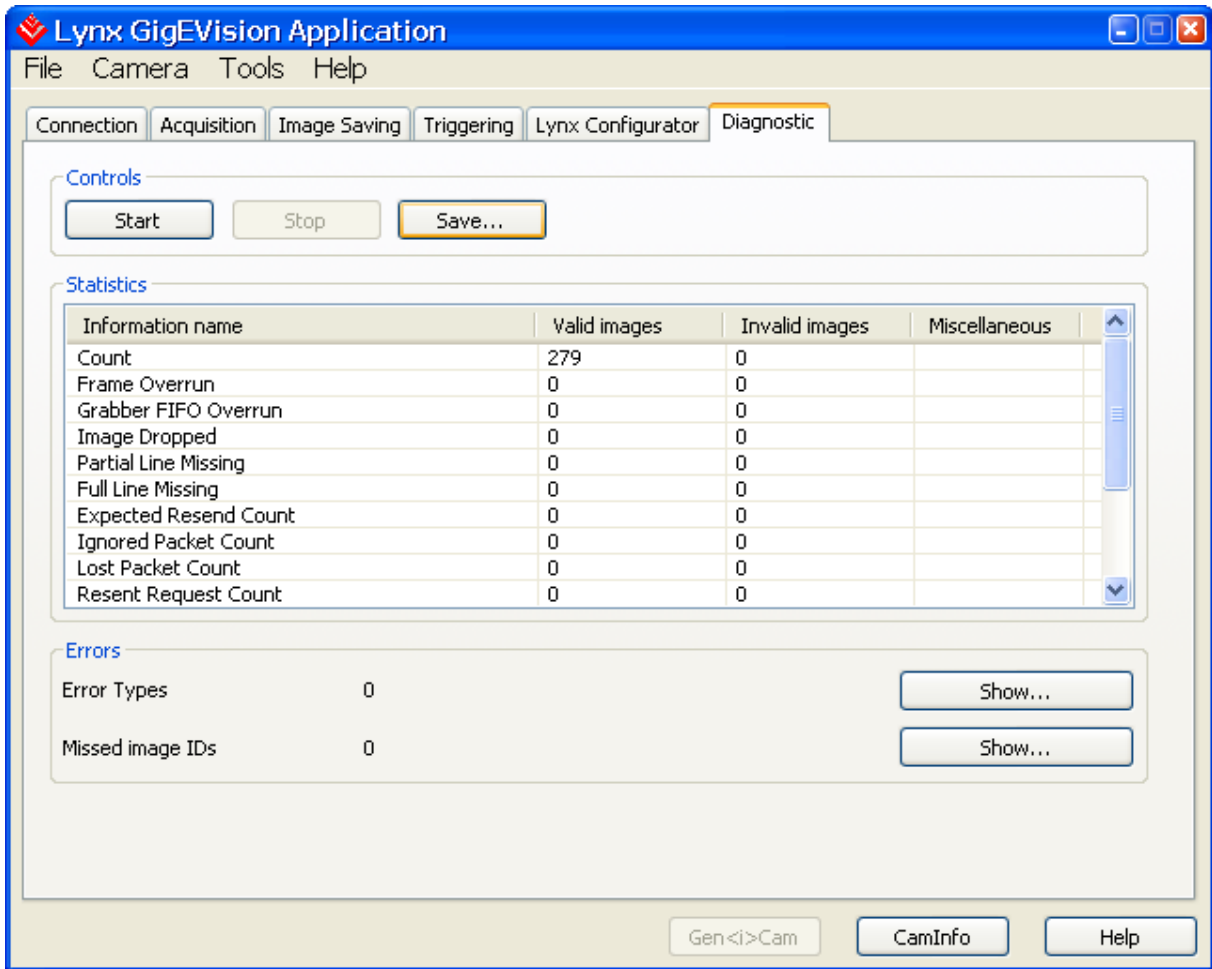 Lynx GigEVision Application
File Camera Tools Help
Connection Acquisition Image Saving Triggering Lynx Configurator Diagnostic
Controls
Start Stop Save...
Statistics
Information name Valid images Invalid images Miscellaneous
Count 279 0
Frame Overrun 0 0
Grabber FIFO Overrun 0 0
Image Dropped 0 0
Partial Line Missing 0 0
Full Line Missing 0 0
Expected Resend Count 0 0
Ignored Packet Count 0 0
Lost Packet Count 0 0
Resent Request Count 0 0
Errors
Error Types 0 Show...
Missed image IDs 0 Show...
Gen<i>Cam CamInfo Help